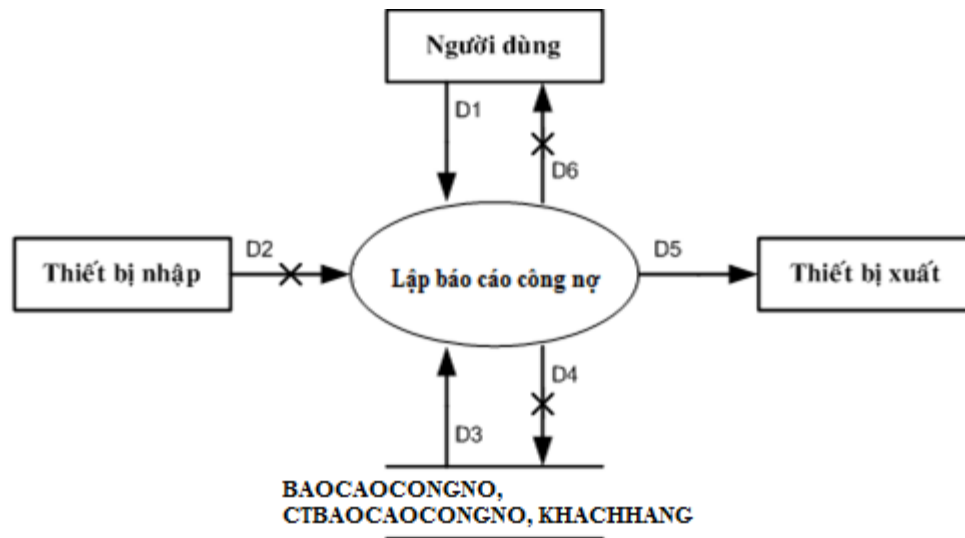 Người dùng
D1
D6
Thiết bị nhập
D2
Lập báo cáo công nợ
D5
Thiết bị xuất
D4
D3
BAOCAOCONGNO,
CTBAOCAOCONGNO, KHACHHANG